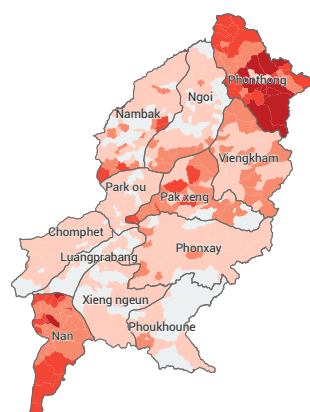 Phonthong
Ngoi
Nambak
Viengkham
Park ou
Pak xeng
Chomphet
Phonxay
Luangprabang
Xieng ngeun
Phoukhoune
Nan